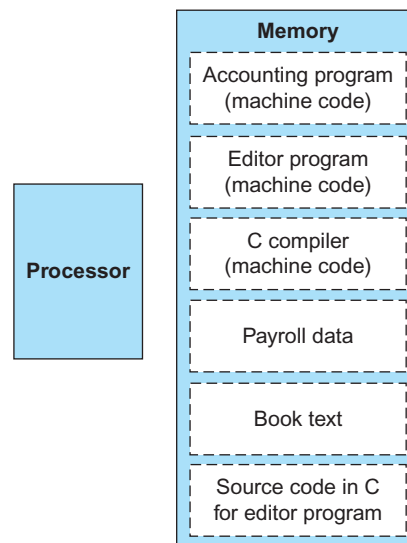 Memory
Accounting program
(machine code)
Editor program
(machine code)
C compiler
(machine code)
Processor
Payroll data
Book text
Source code in C
for editor program